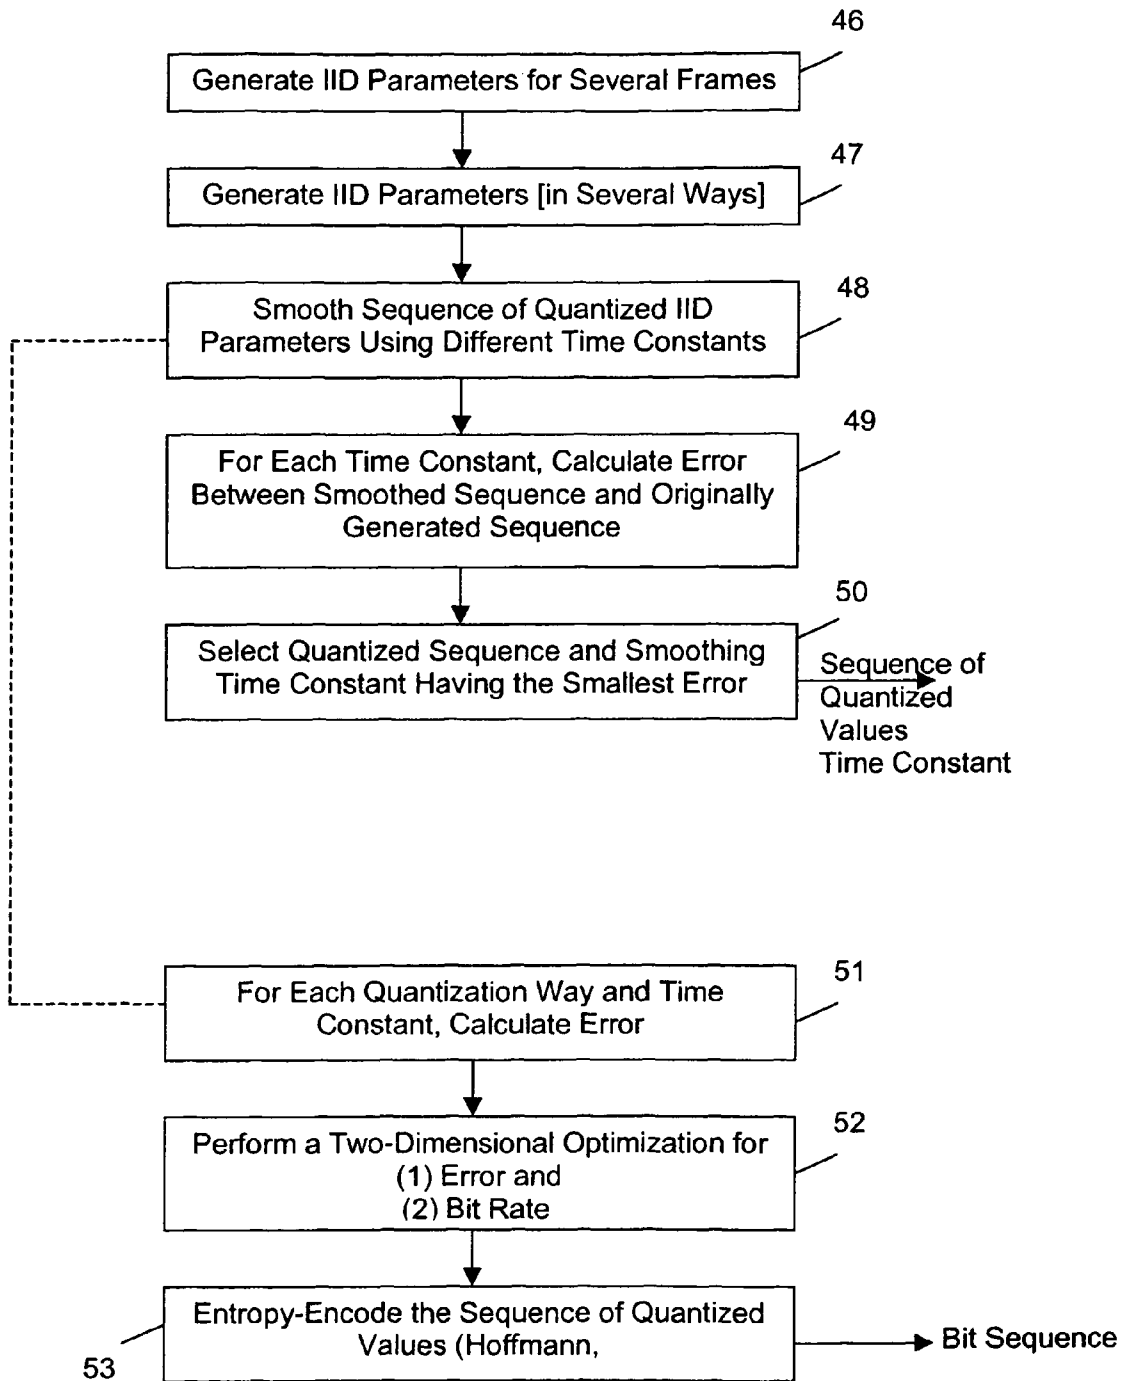 46
Generate IID Parameters for Several Frames
47
Generate IID Parameters [in Several Ways]
48
Smooth Sequence of Quantized IID
Parameters Using Different Time Constants
49
For Each Time Constant, Calculate Error
Between Smoothed Sequence and Originally
Generated Sequence
50
Select Quantized Sequence and Smoothing
Time Constant Having the Smallest Error
Sequence of
Quantized
Values
Time Constant
51
For Each Quantization Way and Time
Constant, Calculate Error
52
Perform a Two-Dimensional Optimization for
(1) Error and
(2) Bit Rate
Entropy-Encode the Sequence of Quantized
Values (Hoffmann,
Bit Sequence
53